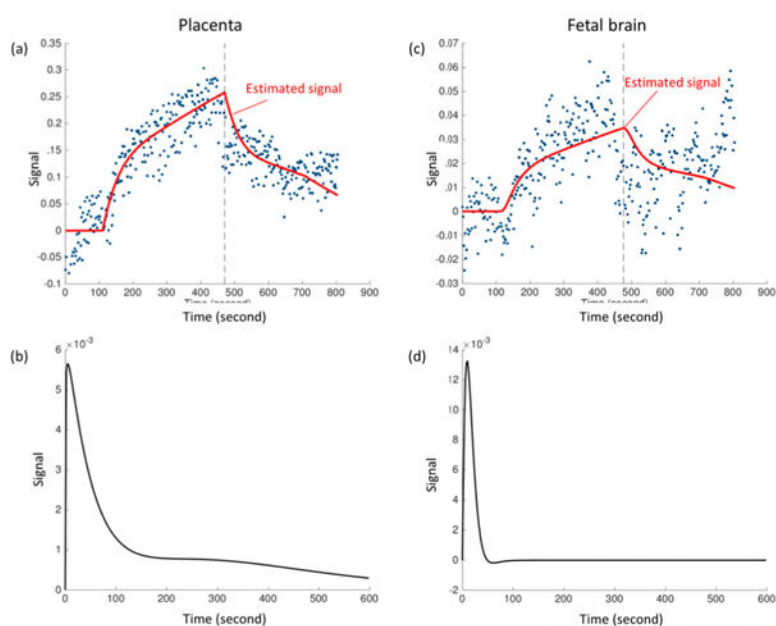 Placenta
Fetal brain
(a)
0.35
0.3
0.25
0.2
0.15
0.1
0.05
0
-0.05
-0.1
Signal
Estimated signal
0 100 200 300 400 500 600 700 800 900
Time (second)
Time (second)
(c)
0.07
0.06
0.05
0.04
0.03
0.02
.01
0
-0.01
-0.02
-0.03
Signal
Estimated signal
0 100 200 300 400 500 600 700 800 900
Time (second)
Time (second)
(b)
×10⁻³
6
5
4
3
2
1
0
Signal
0 100 200 300 400 500 600
Time (second)
(d)
×10⁻³
14
12
10
8
6
4
2
0
-2
Signal
0 100 200 300 400 500 600
Time (second)